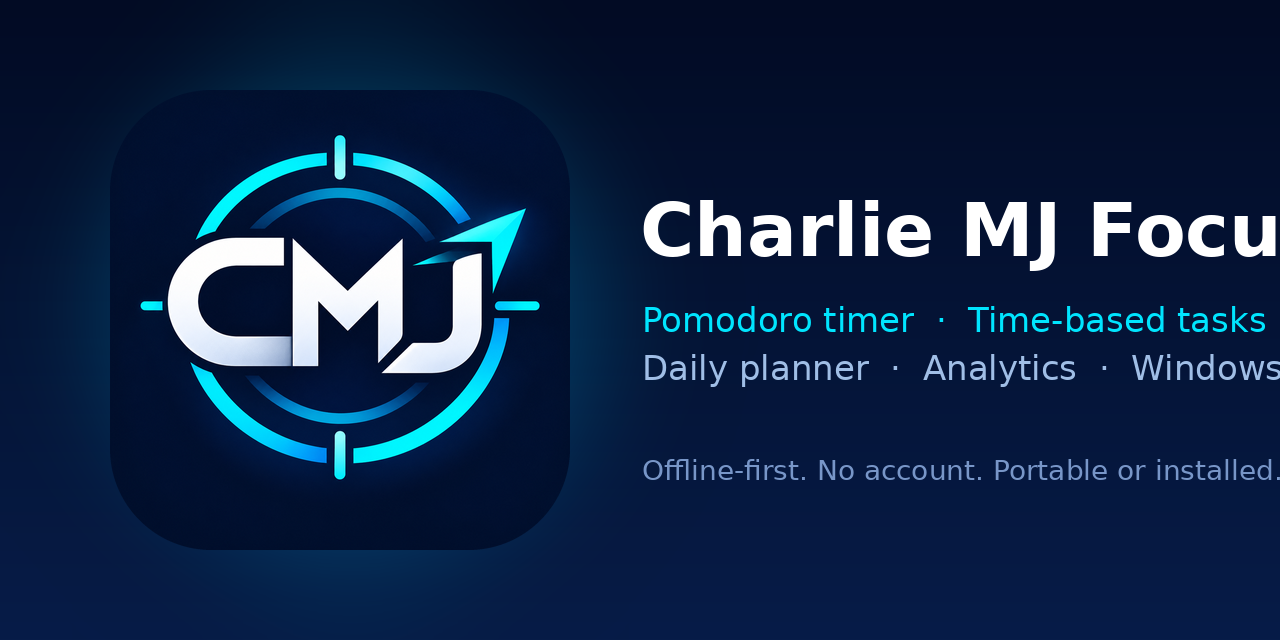 CMJ
Charlie MJ Focu
Pomodoro timer · Time-based tasks
Daily planner · Analytics · Windows
Offline-first. No account. Portable or installed.